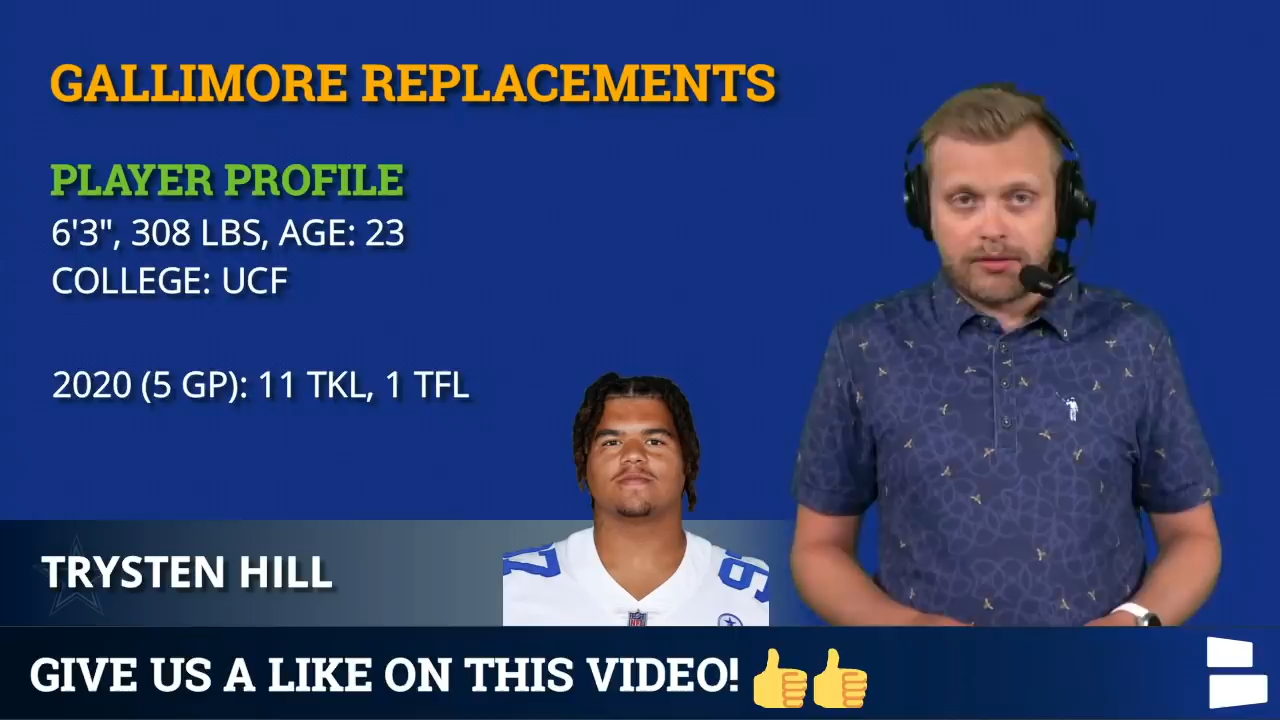 GALLIMORE REPLACEMENTS
PLAYER PROFILE
6'3", 308 LBS, AGE: 23
COLLEGE: UCF
2020 (5 GP): 11 TKL, 1 TFL
TRYSTEN HILL
GIVE US A LIKE ON THIS VIDEO!